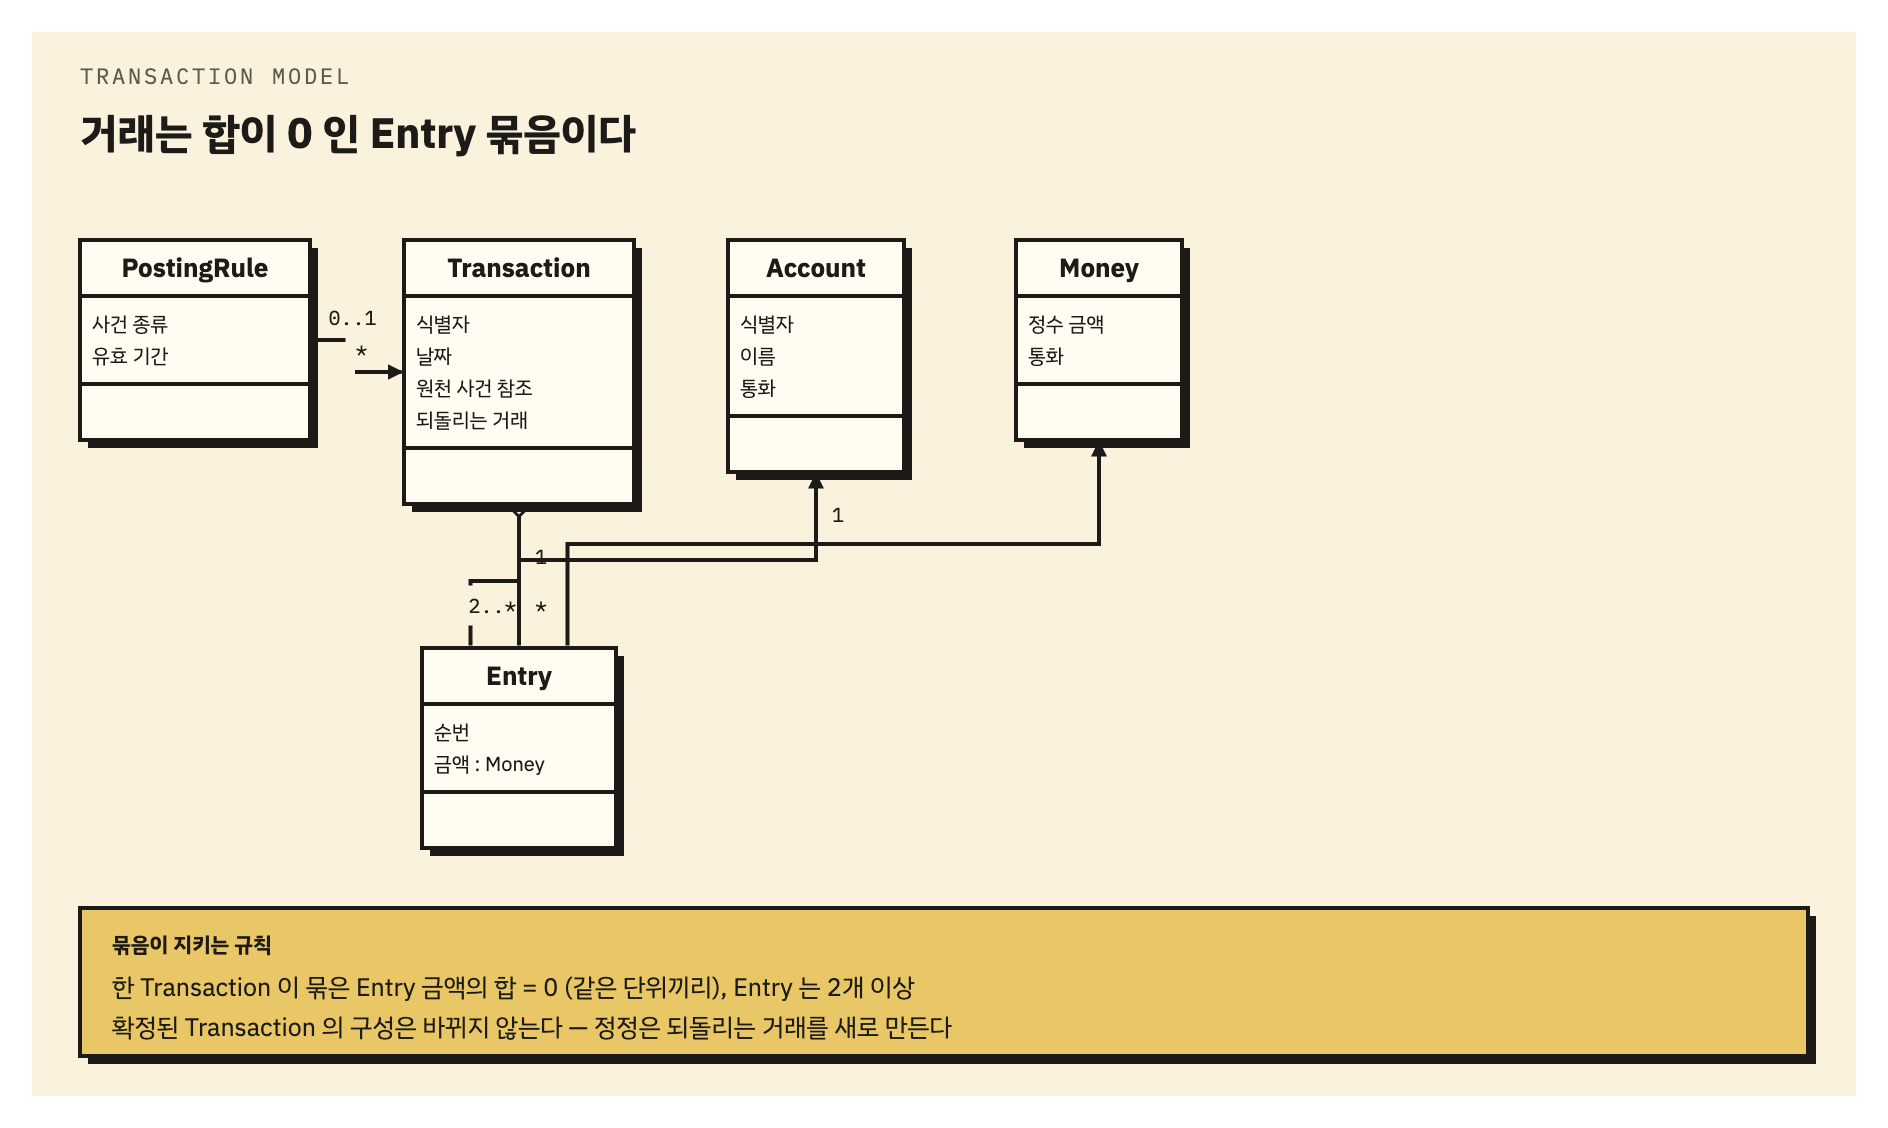 TRANSACTION MODEL
거래는 합이 0 인 Entry 묶음이다
PostingRule
사건 종류
유효 기간
0..1
*
Transaction
식별자
날짜
원천 사건 참조
되돌리는 거래
Account
식별자
이름
통화
Money
정수 금액
통화
1
1
2..*
*
Entry
순번
금액 : Money
묶음이 지키는 규칙
한 Transaction 이 묶은 Entry 금액의 합 = 0 (같은 단위끼리), Entry 는 2개 이상
확정된 Transaction 의 구성은 바뀌지 않는다 — 정정은 되돌리는 거래를 새로 만든다